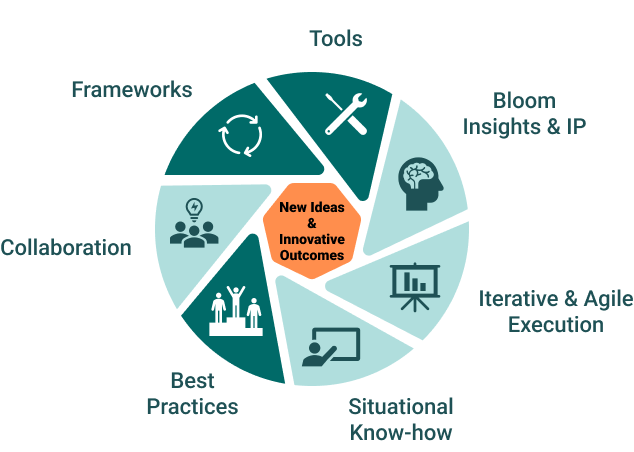 Tools
Frameworks
Bloom
Insights & IP
New Ideas
&
Innovative
Outcomes
Collaboration
Iterative & Agile
Execution
Best
Practices
Situational
Know-how